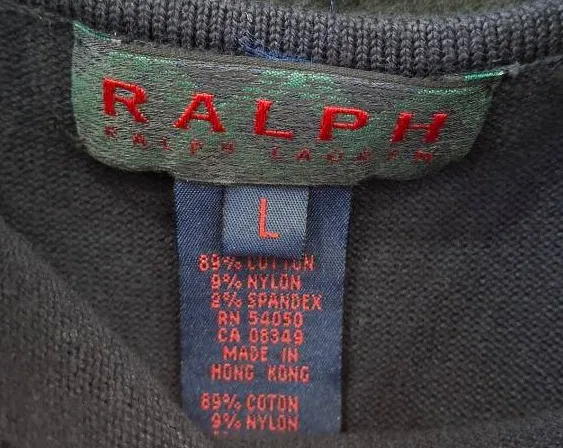 RALPH
RALPH LAUREN
L
89% COTTON
9% NYLON
2% SPANDEX
RN 54050
CA 08349
MADE IN
HONG KONG
89% COTON
9% NYLON